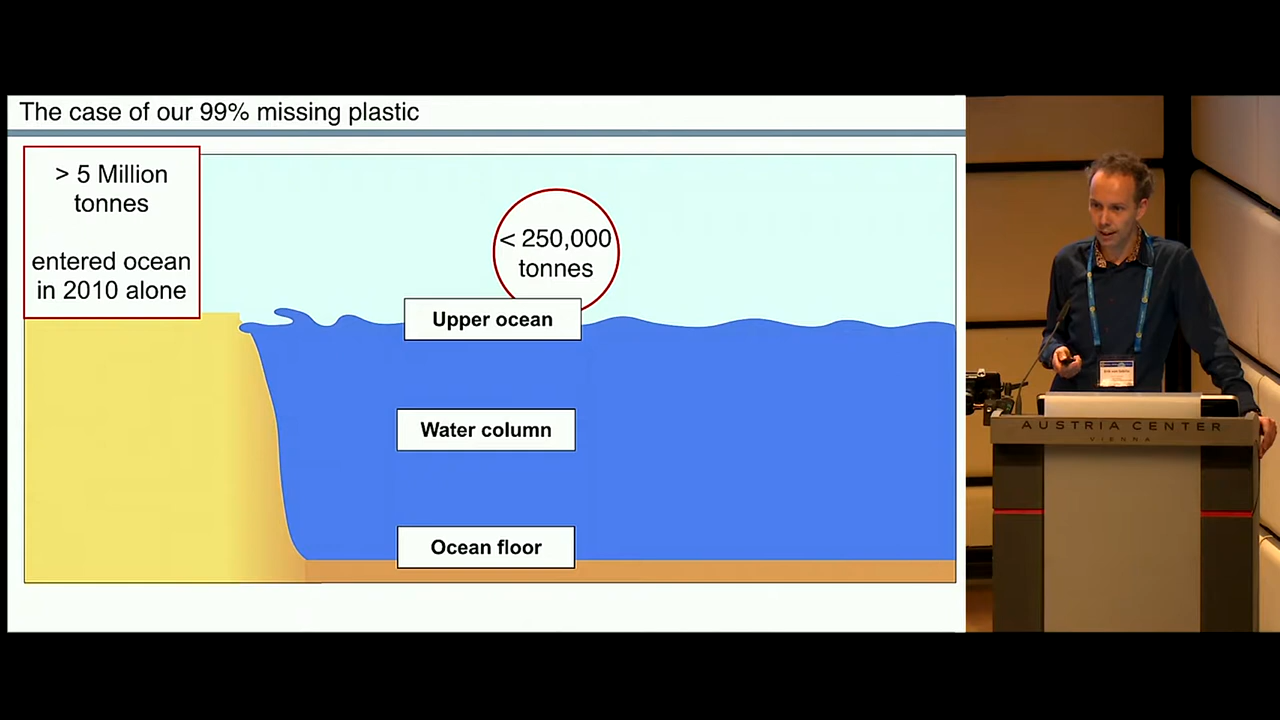 The case of our 99% missing plastic
> 5 Million
tonnes
entered ocean
in 2010 alone
< 250,000
tonnes
Upper ocean
Water column
Ocean floor
AUSTRIA CENTER
VIENNA